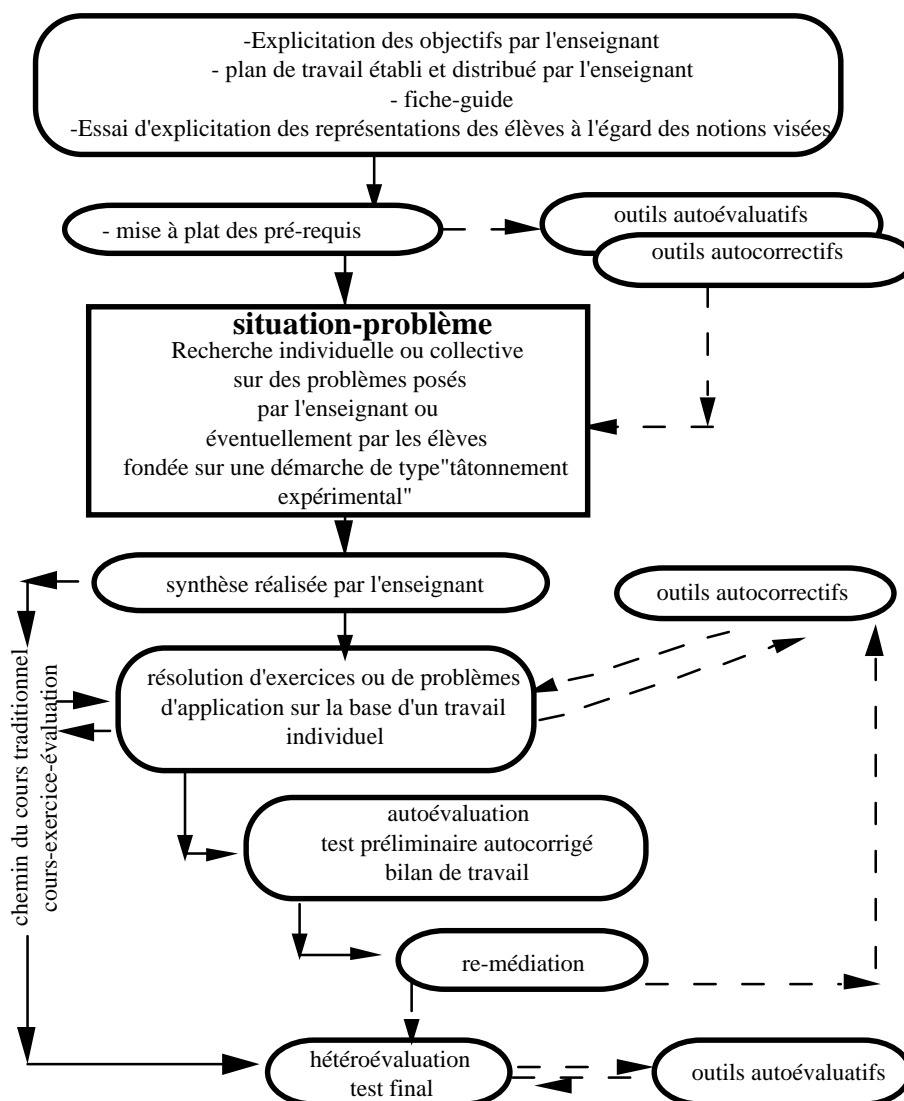 -Explicitation des objectifs par l'enseignant
- plan de travail établi et distribué par l'enseignant
- fiche-guide
-Essai d'explicitation des représentations des élèves à l'égard des notions visées
- mise à plat des pré-requis
outils autoévaluatifs
outils autocorrectifs
situation-problème
Recherche individuelle ou collective
sur des problèmes posés
par l'enseignant ou
éventuellement par les élèves
fondée sur une démarche de type"tâtonnement
expérimental"
synthèse réalisée par l'enseignant
outils autocorrectifs
résolution d'exercices ou de problèmes
d'application sur la base d'un travail
individuel
chemin du cours traditionnel
cours-exercice-évaluation
autoévaluation
test préliminaire autocorrigé
bilan de travail
re-médiation
hétéroévaluation
test final
outils autoévaluatifs